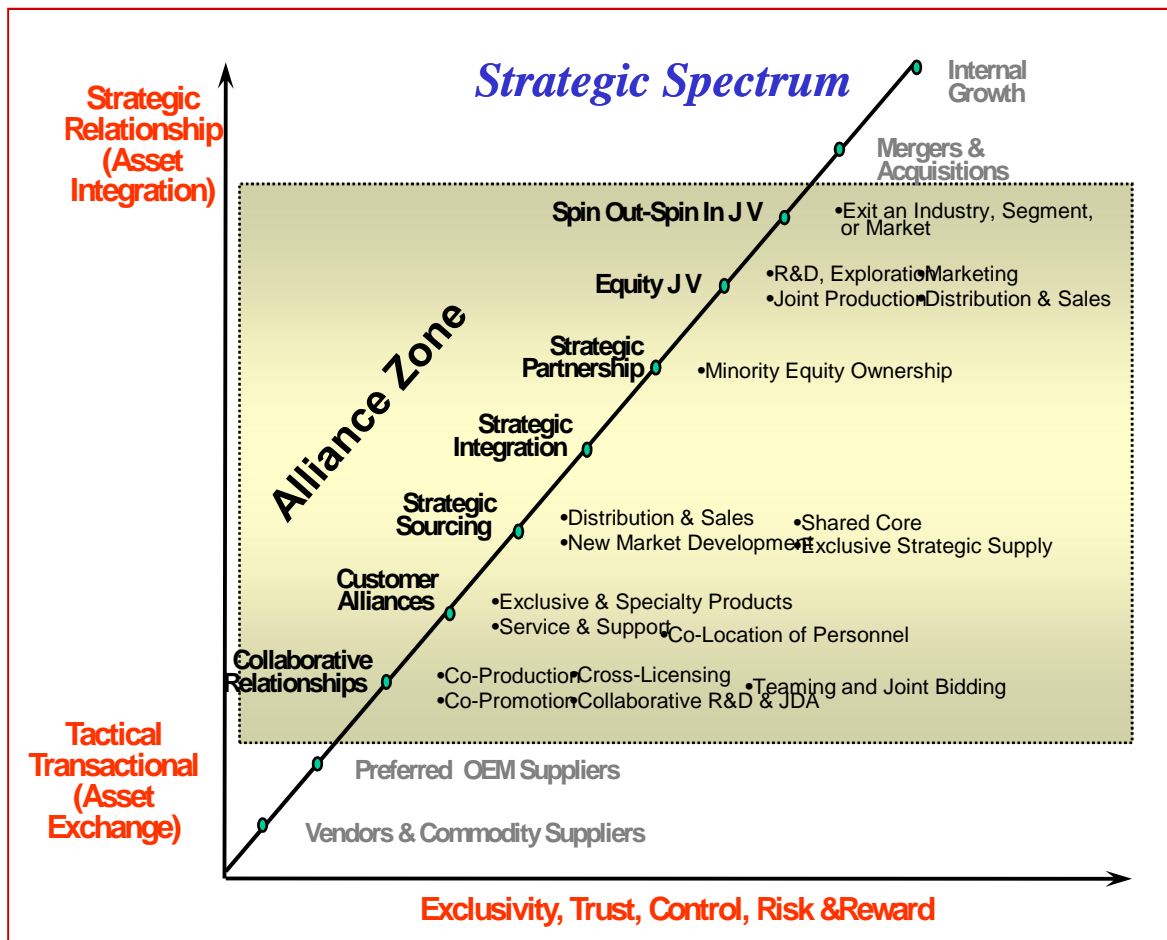 Strategic Spectrum
Internal
Growth
Strategic
Relationship
(Asset
Integration)
Mergers &
Acquisitions
Spin Out-Spin In J V
•Exit an Industry, Segment,
or Market
Equity J V
•R&D, Exploration •Marketing
•Joint Production •Distribution & Sales
Alliance Zone
Strategic
Partnership
•Minority Equity Ownership
Strategic
Integration
Strategic
Sourcing
•Distribution & Sales
•New Market Development
•Shared Core
•Exclusive Strategic Supply
Customer
Alliances
•Exclusive & Specialty Products
•Service & Support
•Co-Location of Personnel
Collaborative
Relationships
•Co-Production •Cross-Licensing
•Co-Promotion •Collaborative R&D & JDA
•Teaming and Joint Bidding
Tactical
Transactional
(Asset
Exchange)
Preferred OEM Suppliers
Vendors & Commodity Suppliers
Exclusivity, Trust, Control, Risk &Reward